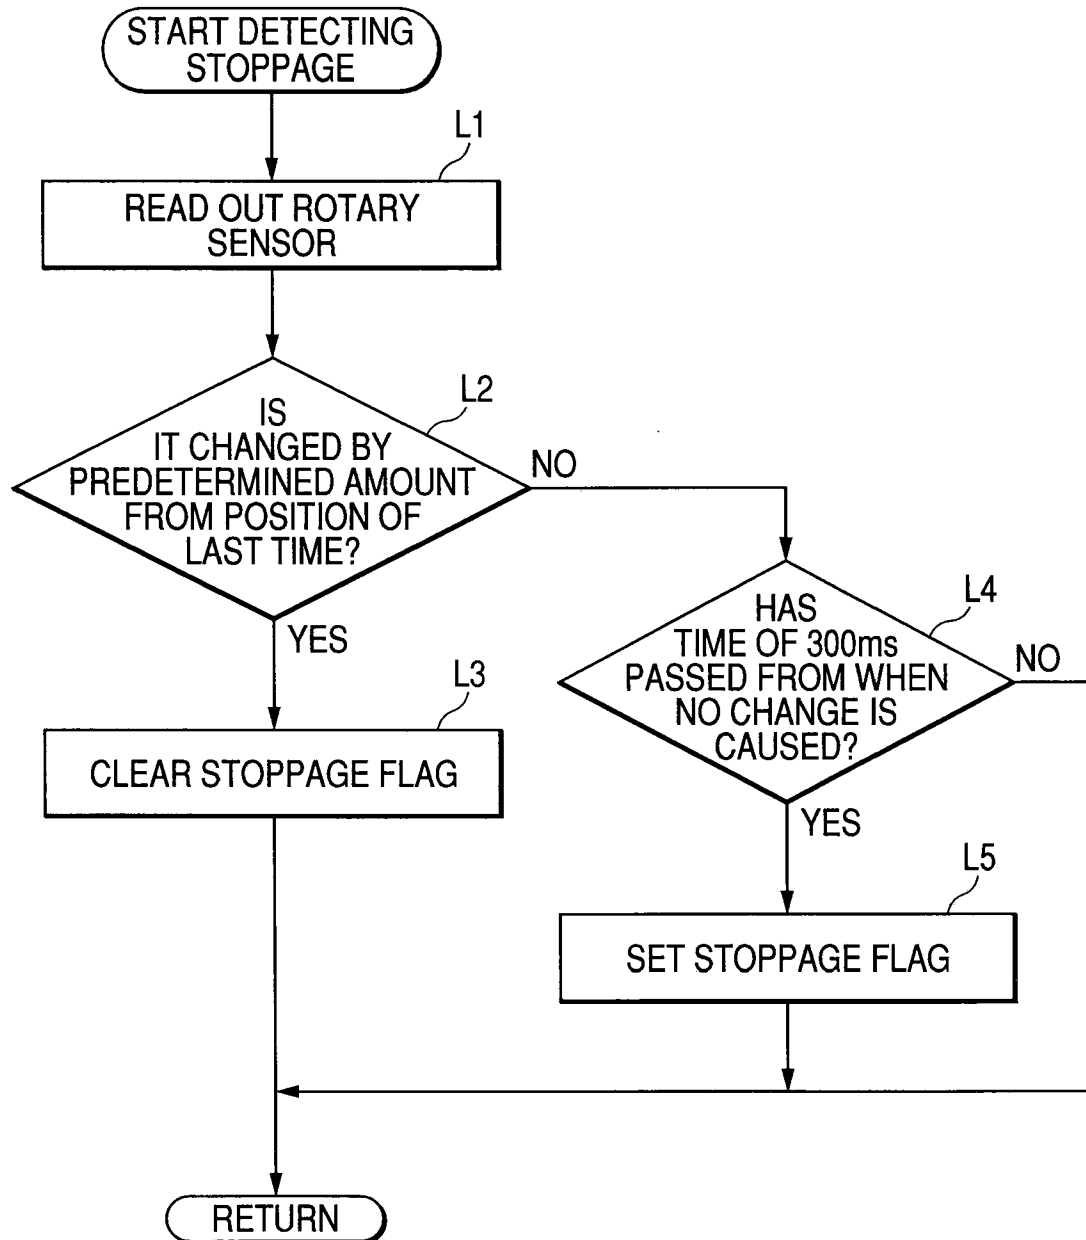 START DETECTING
STOPPAGE
L1
READ OUT ROTARY
SENSOR
L2
IS
IT CHANGED BY
PREDETERMINED AMOUNT
FROM POSITION OF
LAST TIME?
NO
YES
L4
HAS
TIME OF 300ms
PASSED FROM WHEN
NO CHANGE IS
CAUSED?
NO
YES
L3
CLEAR STOPPAGE FLAG
L5
SET STOPPAGE FLAG
RETURN